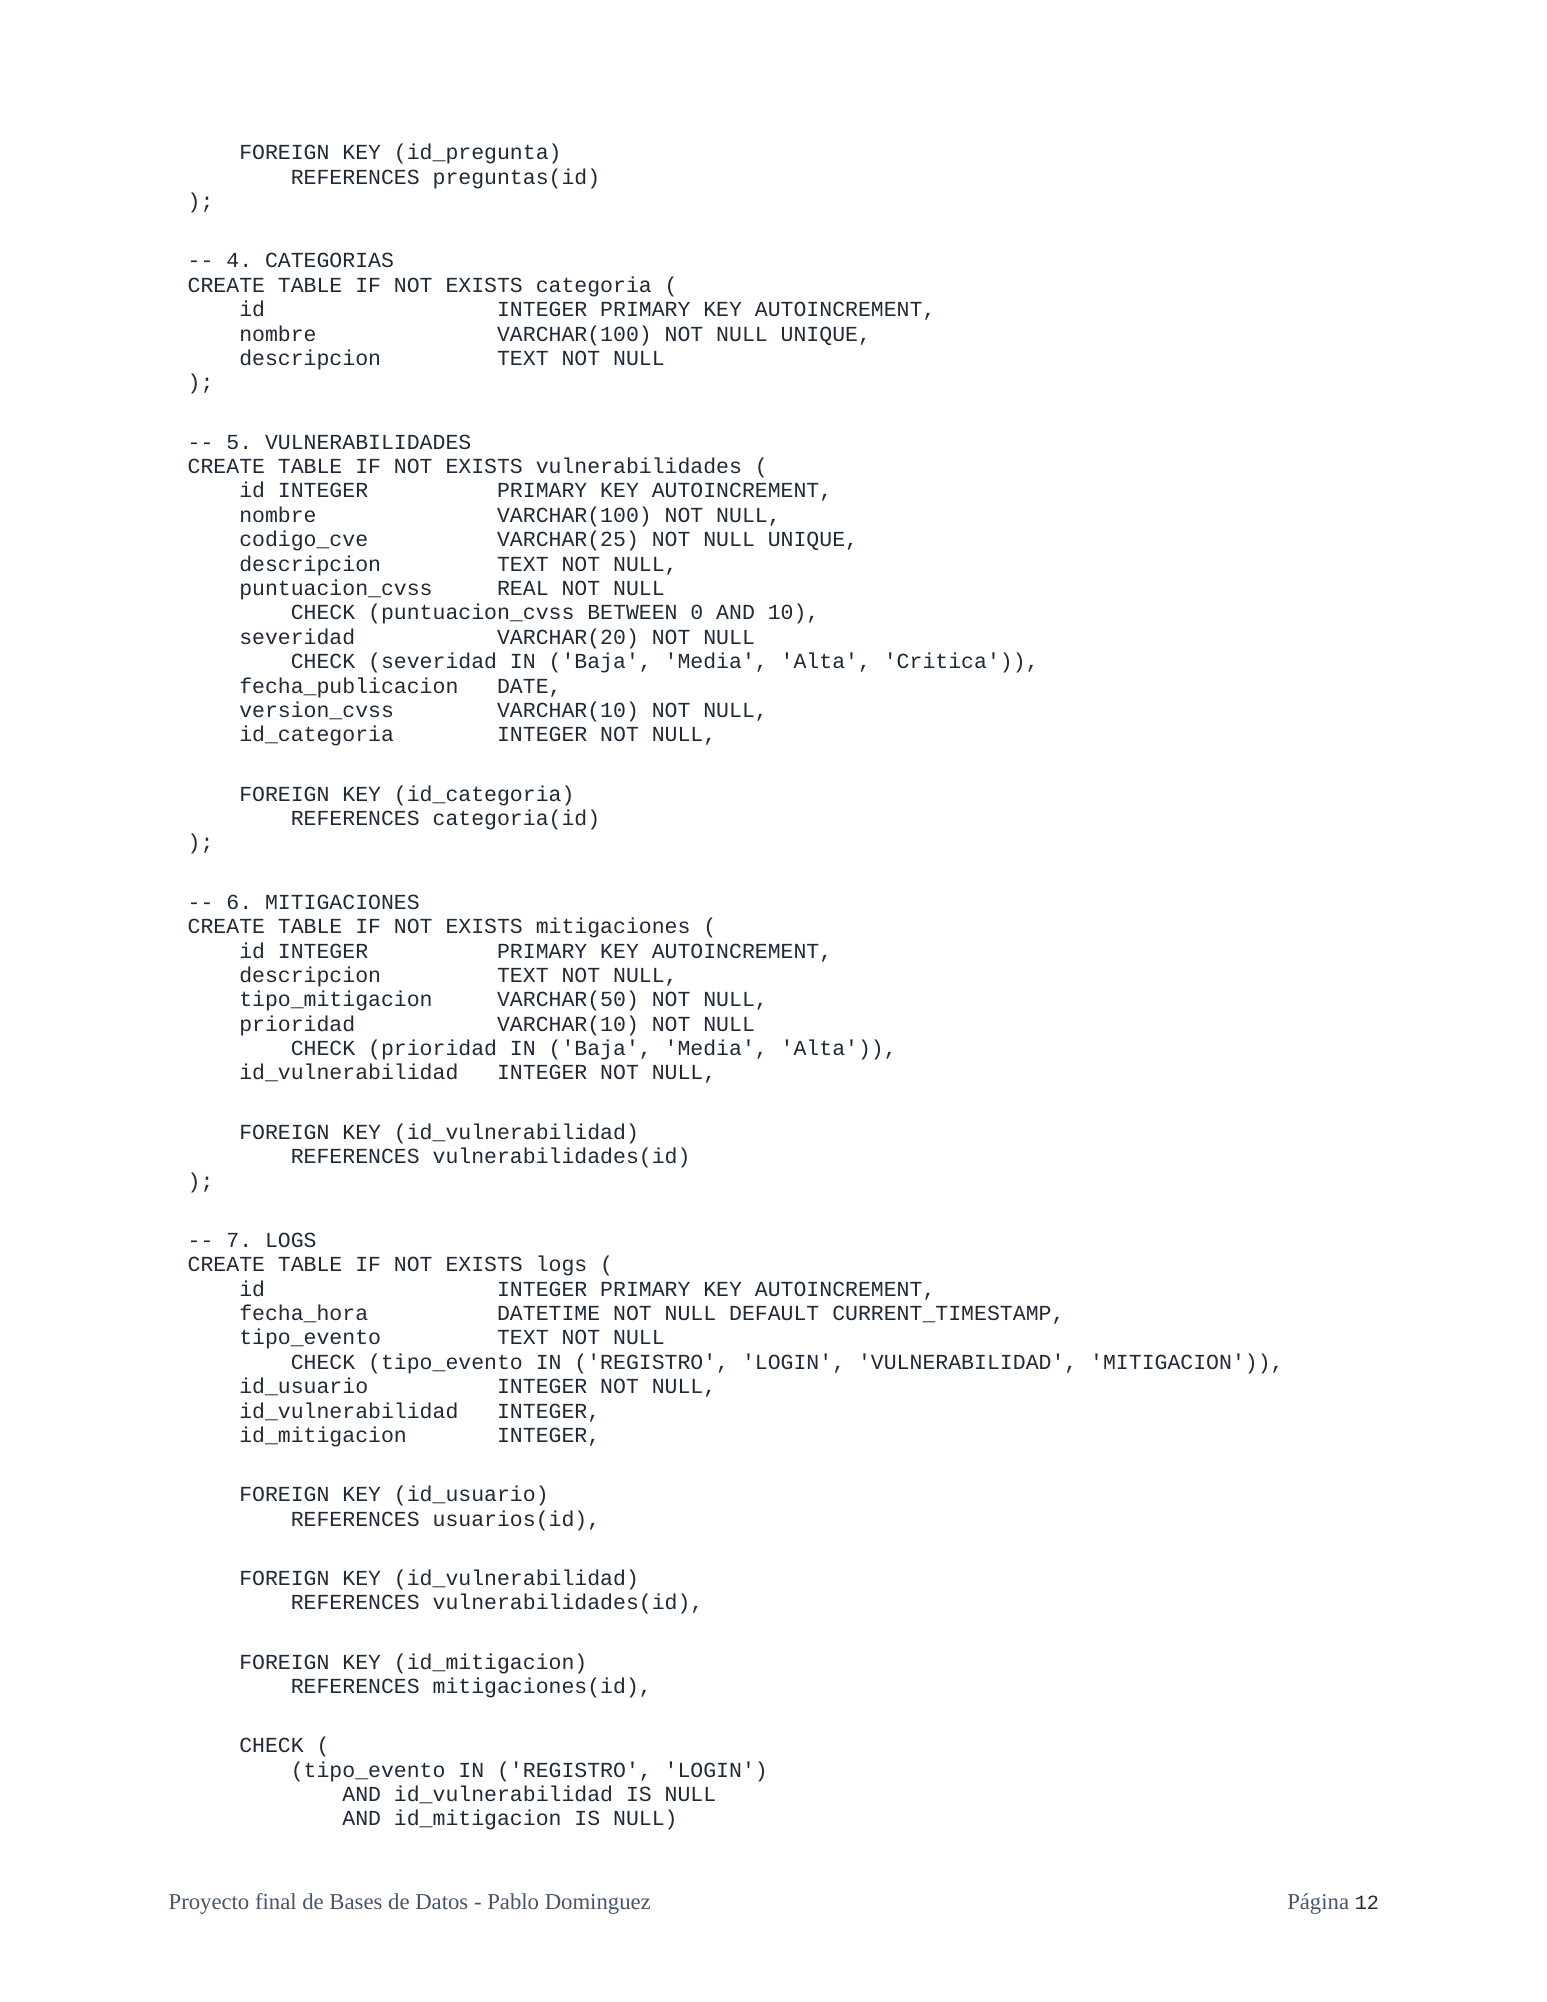 FOREIGN KEY (id_pregunta)
        REFERENCES preguntas(id)
);

-- 4. CATEGORIAS
CREATE TABLE IF NOT EXISTS categoria (
    id                  INTEGER PRIMARY KEY AUTOINCREMENT,
    nombre              VARCHAR(100) NOT NULL UNIQUE,
    descripcion         TEXT NOT NULL
);

-- 5. VULNERABILIDADES
CREATE TABLE IF NOT EXISTS vulnerabilidades (
    id INTEGER          PRIMARY KEY AUTOINCREMENT,
    nombre              VARCHAR(100) NOT NULL,
    codigo_cve          VARCHAR(25) NOT NULL UNIQUE,
    descripcion         TEXT NOT NULL,
    puntuacion_cvss     REAL NOT NULL
        CHECK (puntuacion_cvss BETWEEN 0 AND 10),
    severidad           VARCHAR(20) NOT NULL
        CHECK (severidad IN ('Baja', 'Media', 'Alta', 'Critica')),
    fecha_publicacion   DATE,
    version_cvss        VARCHAR(10) NOT NULL,
    id_categoria        INTEGER NOT NULL,

    FOREIGN KEY (id_categoria)
        REFERENCES categoria(id)
);

-- 6. MITIGACIONES
CREATE TABLE IF NOT EXISTS mitigaciones (
    id INTEGER          PRIMARY KEY AUTOINCREMENT,
    descripcion         TEXT NOT NULL,
    tipo_mitigacion     VARCHAR(50) NOT NULL,
    prioridad           VARCHAR(10) NOT NULL
        CHECK (prioridad IN ('Baja', 'Media', 'Alta')),
    id_vulnerabilidad   INTEGER NOT NULL,

    FOREIGN KEY (id_vulnerabilidad)
        REFERENCES vulnerabilidades(id)
);

-- 7. LOGS
CREATE TABLE IF NOT EXISTS logs (
    id                  INTEGER PRIMARY KEY AUTOINCREMENT,
    fecha_hora          DATETIME NOT NULL DEFAULT CURRENT_TIMESTAMP,
    tipo_evento         TEXT NOT NULL
        CHECK (tipo_evento IN ('REGISTRO', 'LOGIN', 'VULNERABILIDAD', 'MITIGACION')),
    id_usuario          INTEGER NOT NULL,
    id_vulnerabilidad   INTEGER,
    id_mitigacion       INTEGER,

    FOREIGN KEY (id_usuario)
        REFERENCES usuarios(id),

    FOREIGN KEY (id_vulnerabilidad)
        REFERENCES vulnerabilidades(id),

    FOREIGN KEY (id_mitigacion)
        REFERENCES mitigaciones(id),

    CHECK (
        (tipo_evento IN ('REGISTRO', 'LOGIN')
            AND id_vulnerabilidad IS NULL
            AND id_mitigacion IS NULL)

Proyecto final de Bases de Datos - Pablo Dominguez Página 12